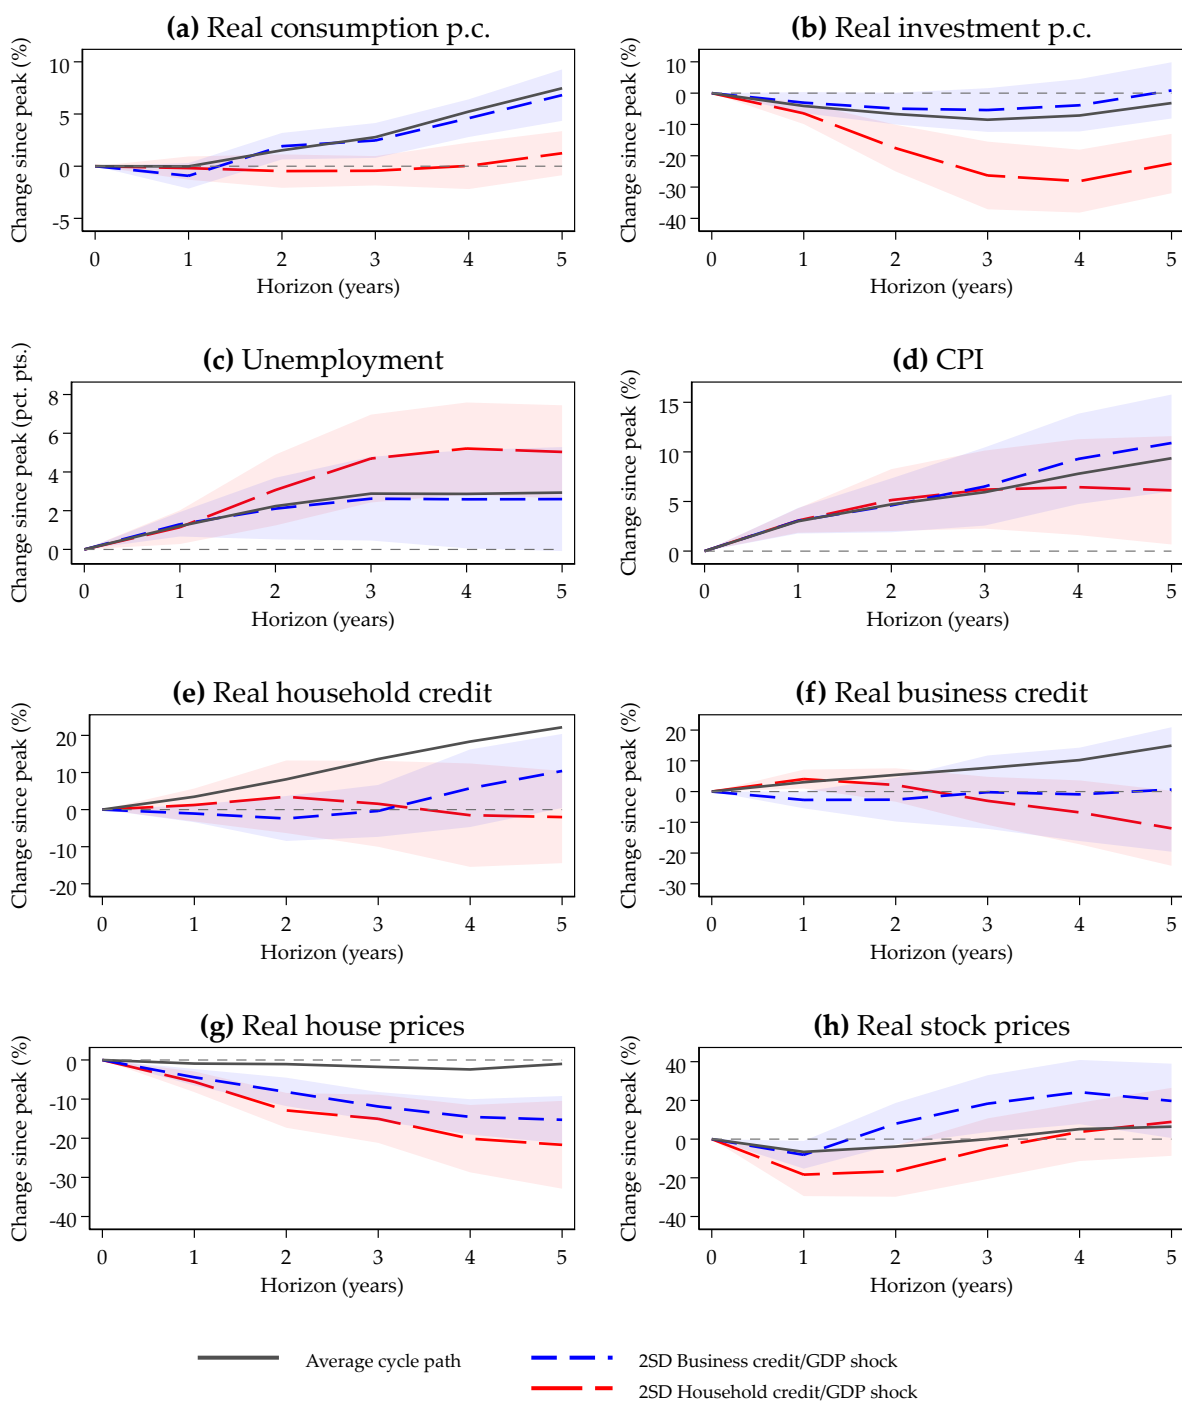 (a) Real consumption p.c.
Change since peak (%)
10
5
0
-5
0 1 2 3 4 5
Horizon (years)
(b) Real investment p.c.
Change since peak (%)
10
0
-10
-20
-30
-40
0 1 2 3 4 5
Horizon (years)
(c) Unemployment
Change since peak (pct. pts.)
8
6
4
2
0
0 1 2 3 4 5
Horizon (years)
(d) CPI
Change since peak (%)
15
10
5
0
0 1 2 3 4 5
Horizon (years)
(e) Real household credit
Change since peak (%)
20
10
0
-10
-20
0 1 2 3 4 5
Horizon (years)
(f) Real business credit
Change since peak (%)
20
10
0
-10
-20
-30
0 1 2 3 4 5
Horizon (years)
(g) Real house prices
Change since peak (%)
0
-10
-20
-30
-40
0 1 2 3 4 5
Horizon (years)
(h) Real stock prices
Change since peak (%)
40
20
0
-20
-40
0 1 2 3 4 5
Horizon (years)
Average cycle path
2SD Business credit/GDP shock
2SD Household credit/GDP shock